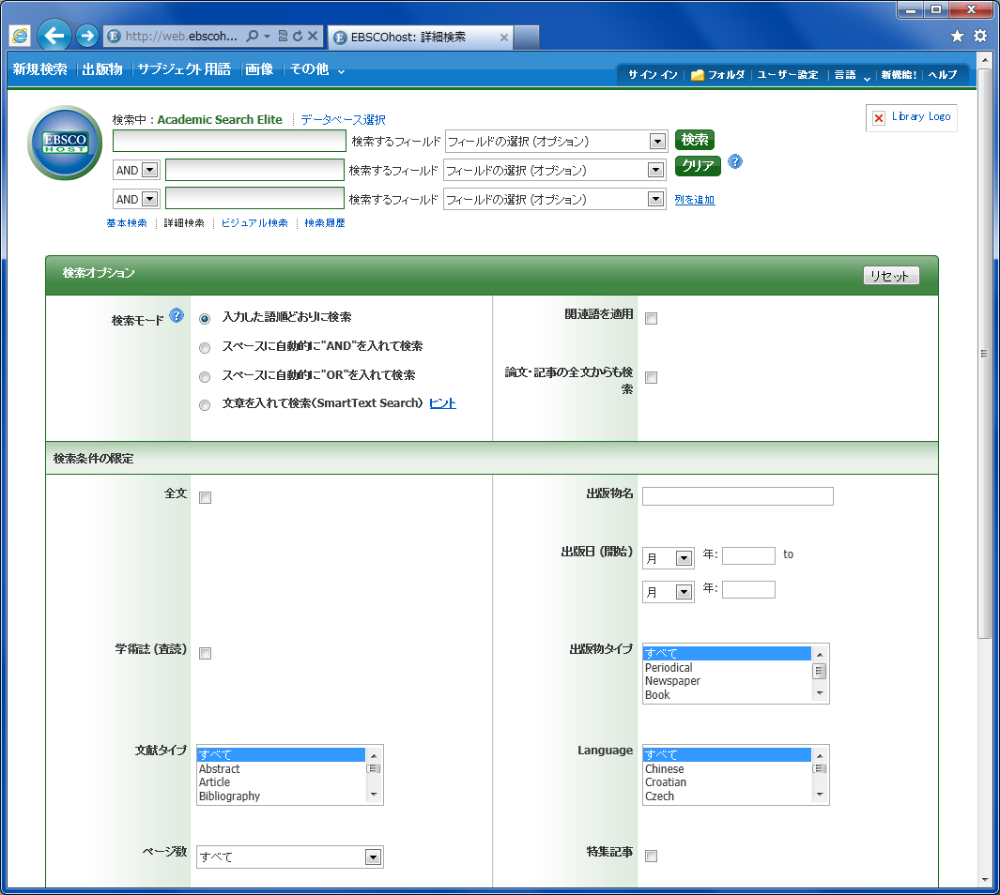 http://web.ebscoh...
EBSCOhost: 詳細検索
新規検索 出版物 サブジェクト用語 画像 その他
サイン イン フォルダ ユーザー設定 言語 新機能! ヘルプ
EBSCO
HOST
検索中 : Academic Search Elite データベース選択
Library Logo
検索するフィールド フィールドの選択 (オプション) 検索
AND 検索するフィールド フィールドの選択 (オプション) クリア
AND 検索するフィールド フィールドの選択 (オプション) 列を追加
基本検索 詳細検索 ビジュアル検索 検索履歴
検索オプション リセット
検索モード 入力した語順どおりに検索
スペースに自動的に"AND"を入れて検索
スペースに自動的に"OR"を入れて検索
文章を入れて検索(SmartText Search) ヒント
関連語を適用
論文・記事の全文からも検
索
検索条件の限定
全文
出版物名
出版日 (開始) 月 年: to
月 年:
学術誌 (査読)
出版物タイプ すべて
Periodical
Newspaper
Book
文献タイプ すべて
Abstract
Article
Bibliography
Language すべて
Chinese
Croatian
Czech
ページ数 すべて
特集記事